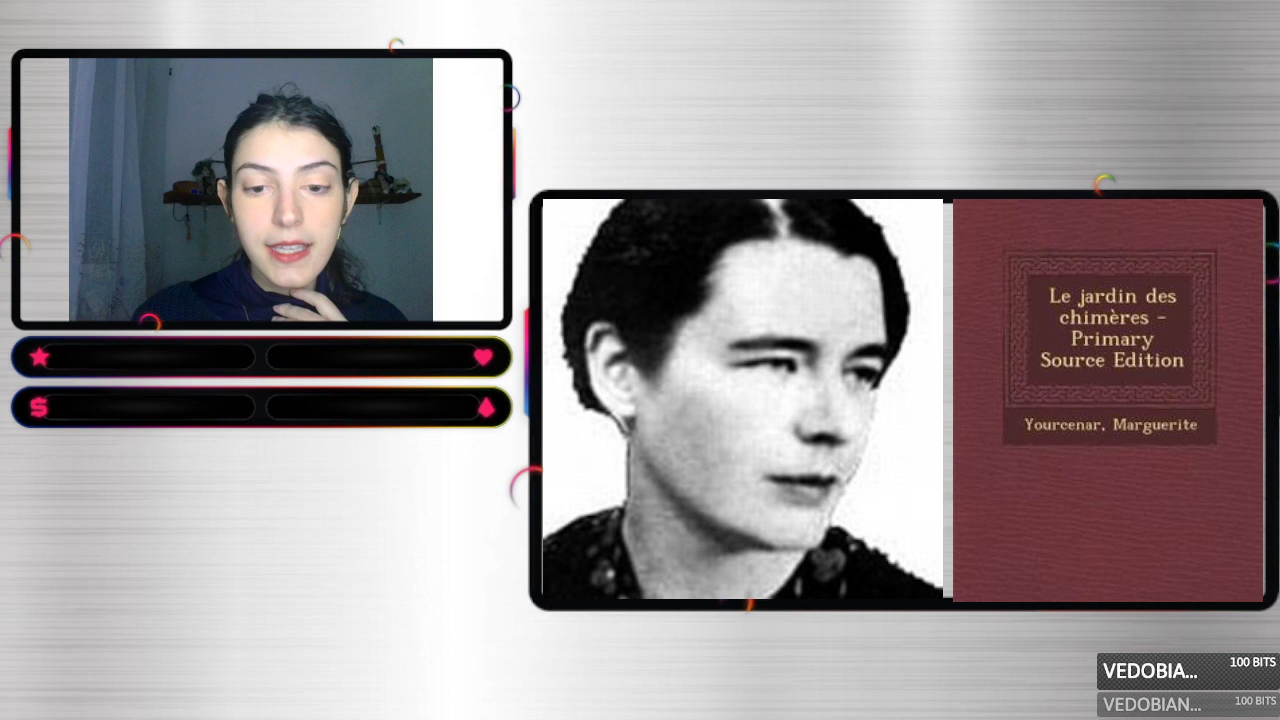 Le jardin des
chimères -
Primary
Source Edition
Yourcenar, Marguerite
100 BITS
VEDOBIA...
100 BITS
VEDOBIAN...